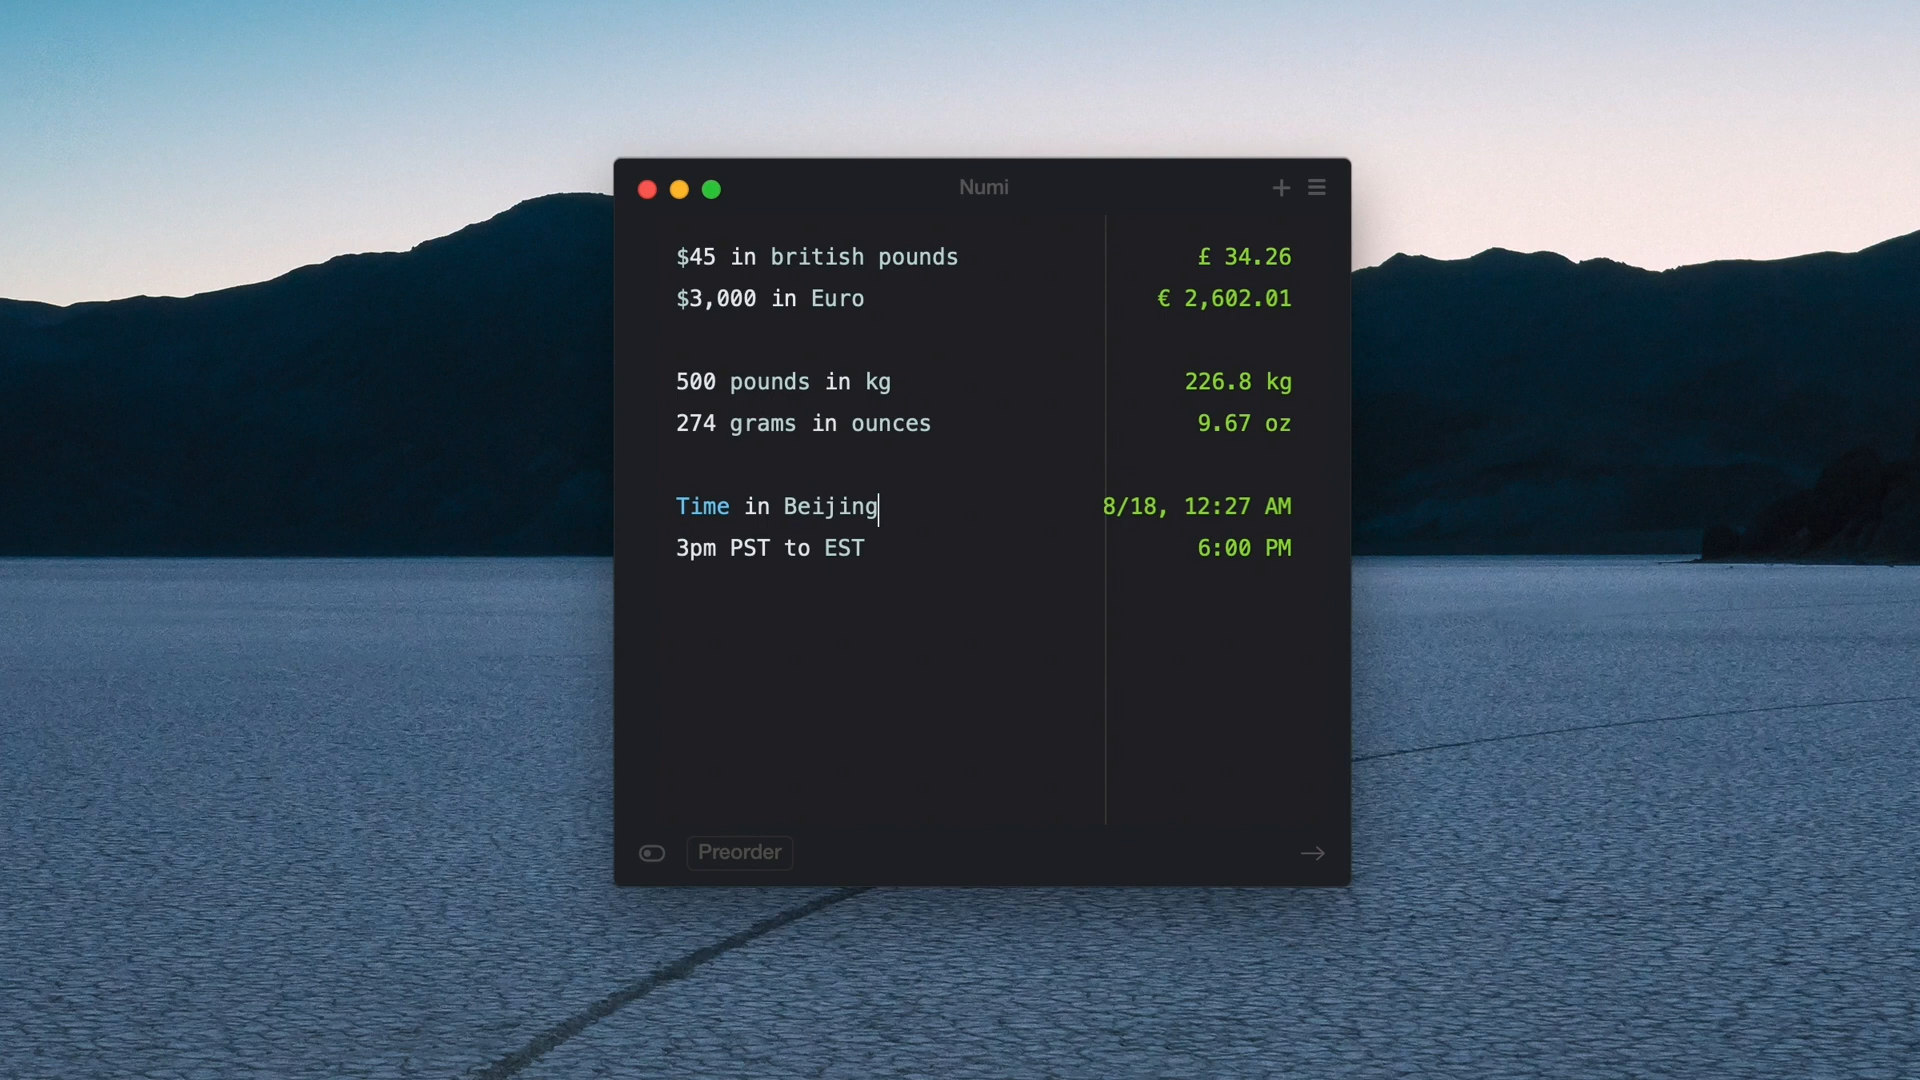 Numi
$45 in british pounds £ 34.26
$3,000 in Euro € 2,602.01
500 pounds in kg 226.8 kg
274 grams in ounces 9.67 oz
Time in Beijing 8/18, 12:27 AM
3pm PST to EST 6:00 PM
Preorder